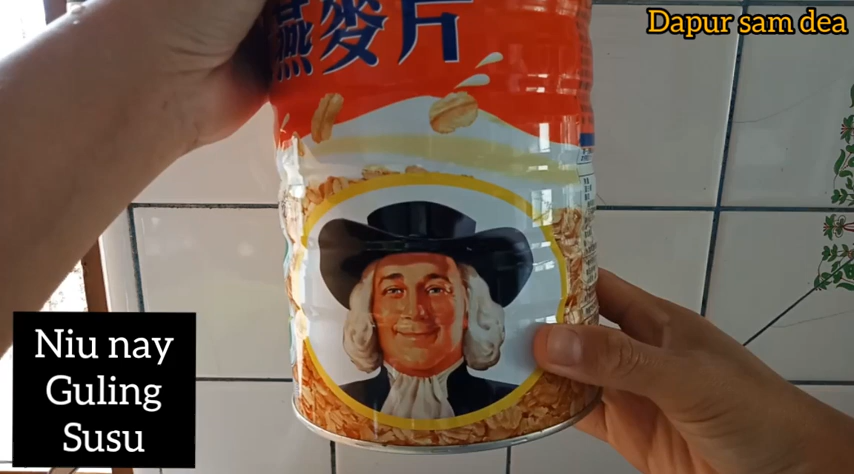 Dapur sam dea
燕麥片
Niu nay
Guling
Susu